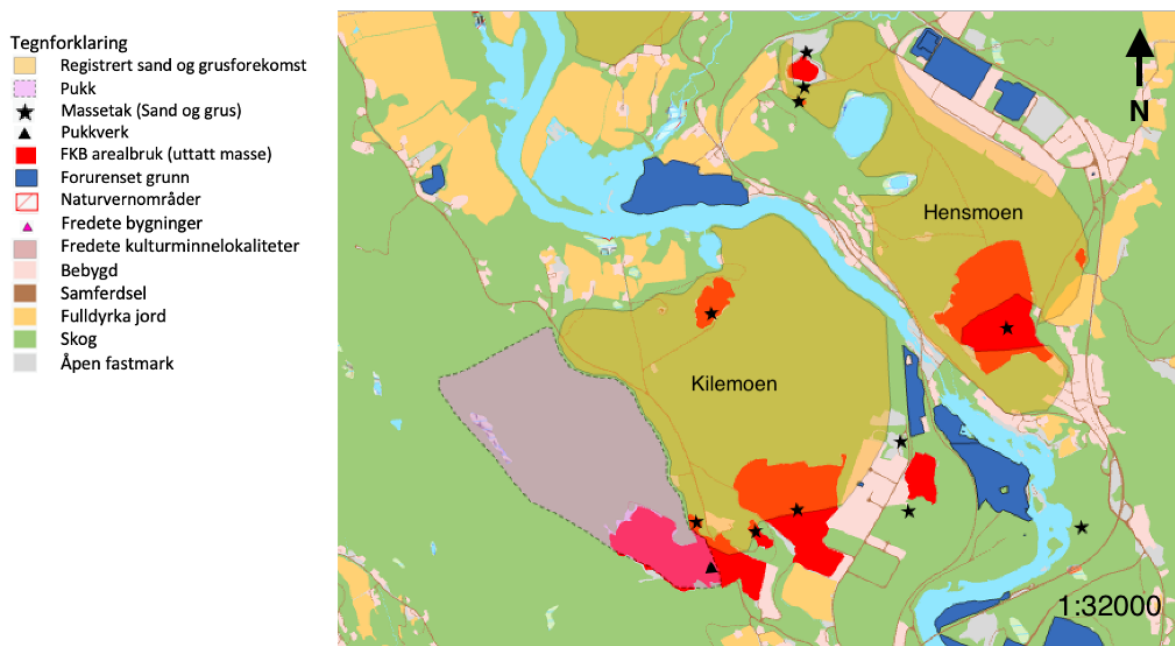 Tegnforklaring
Registrert sand og grusforekomst
Pukk
Massetak (Sand og grus)
Pukkverk
FKB arealbruk (uttatt masse)
Forurenset grunn
Naturvernområder
Fredete bygninger
Fredete kulturminnelokaliteter
Bebygd
Samferdsel
Fulldyrka jord
Skog
Åpen fastmark
N
Hensmoen
Kilemoen
1:32000